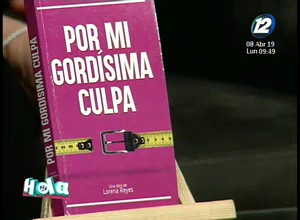 POR MI
GORDÍSIMA
CULPA
POR MI GORDÍSIMA CULPA
Lorena Reyes
12
08 Abr 19
Lun 09:49
Hola